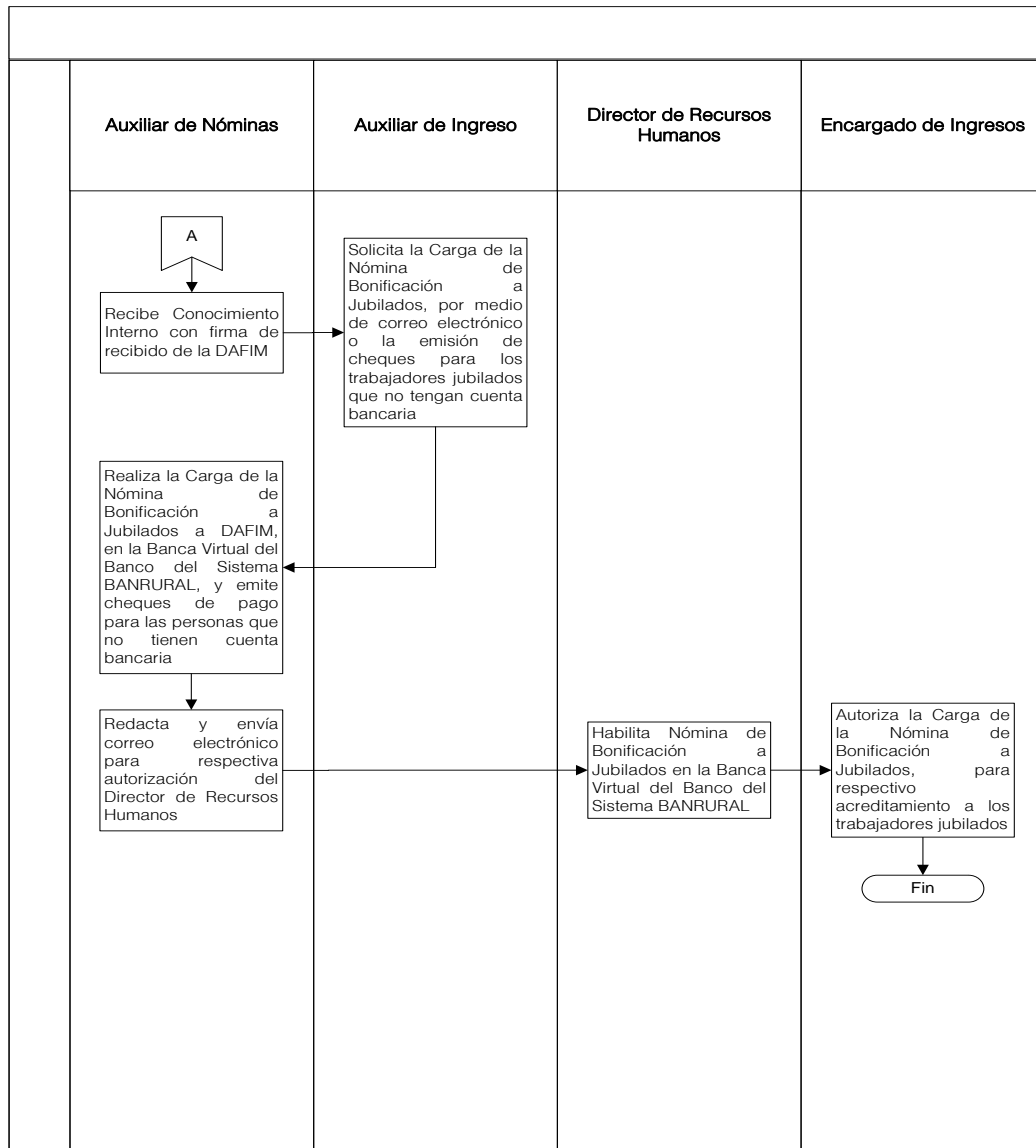 Auxiliar de Nóminas
Auxiliar de Ingreso
Director de Recursos
Humanos
Encargado de Ingresos
A
Recibe Conocimiento
Interno con firma de
recibido de la DAFIM
Solicita la Carga de la
Nómina de
Bonificación a
Jubilados, por medio
de correo electrónico
o la emisión de
cheques para los
trabajadores jubilados
que no tengan cuenta
bancaria
Realiza la Carga de la
Nómina de
Bonificación a
Jubilados a DAFIM,
en la Banca Virtual del
Banco del Sistema
BANRURAL, y emite
cheques de pago
para las personas que
no tienen cuenta
bancaria
Redacta y envía
correo electrónico
para respectiva
autorización del
Director de Recursos
Humanos
Habilita Nómina de
Bonificación a
Jubilados en la Banca
Virtual del Banco del
Sistema BANRURAL
Autoriza la Carga de
la Nómina de
Bonificación a
Jubilados, para
respectivo
acreditamiento a los
trabajadores jubilados
Fin